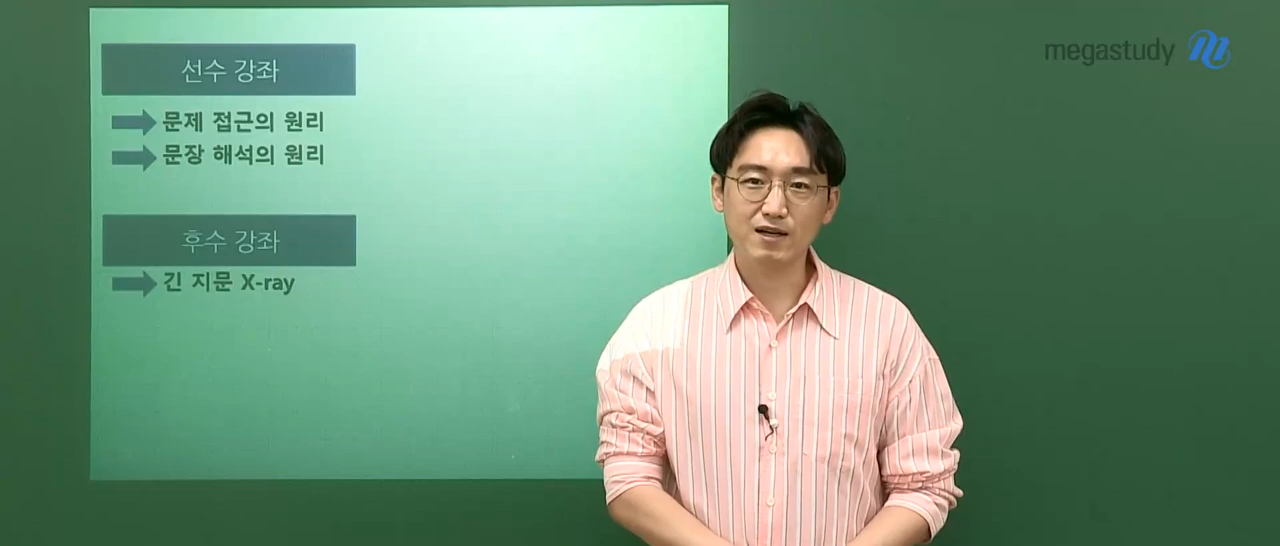 선수 강좌
문제 접근의 원리
문장 해석의 원리
후수 강좌
긴 지문 X-ray
megastudy